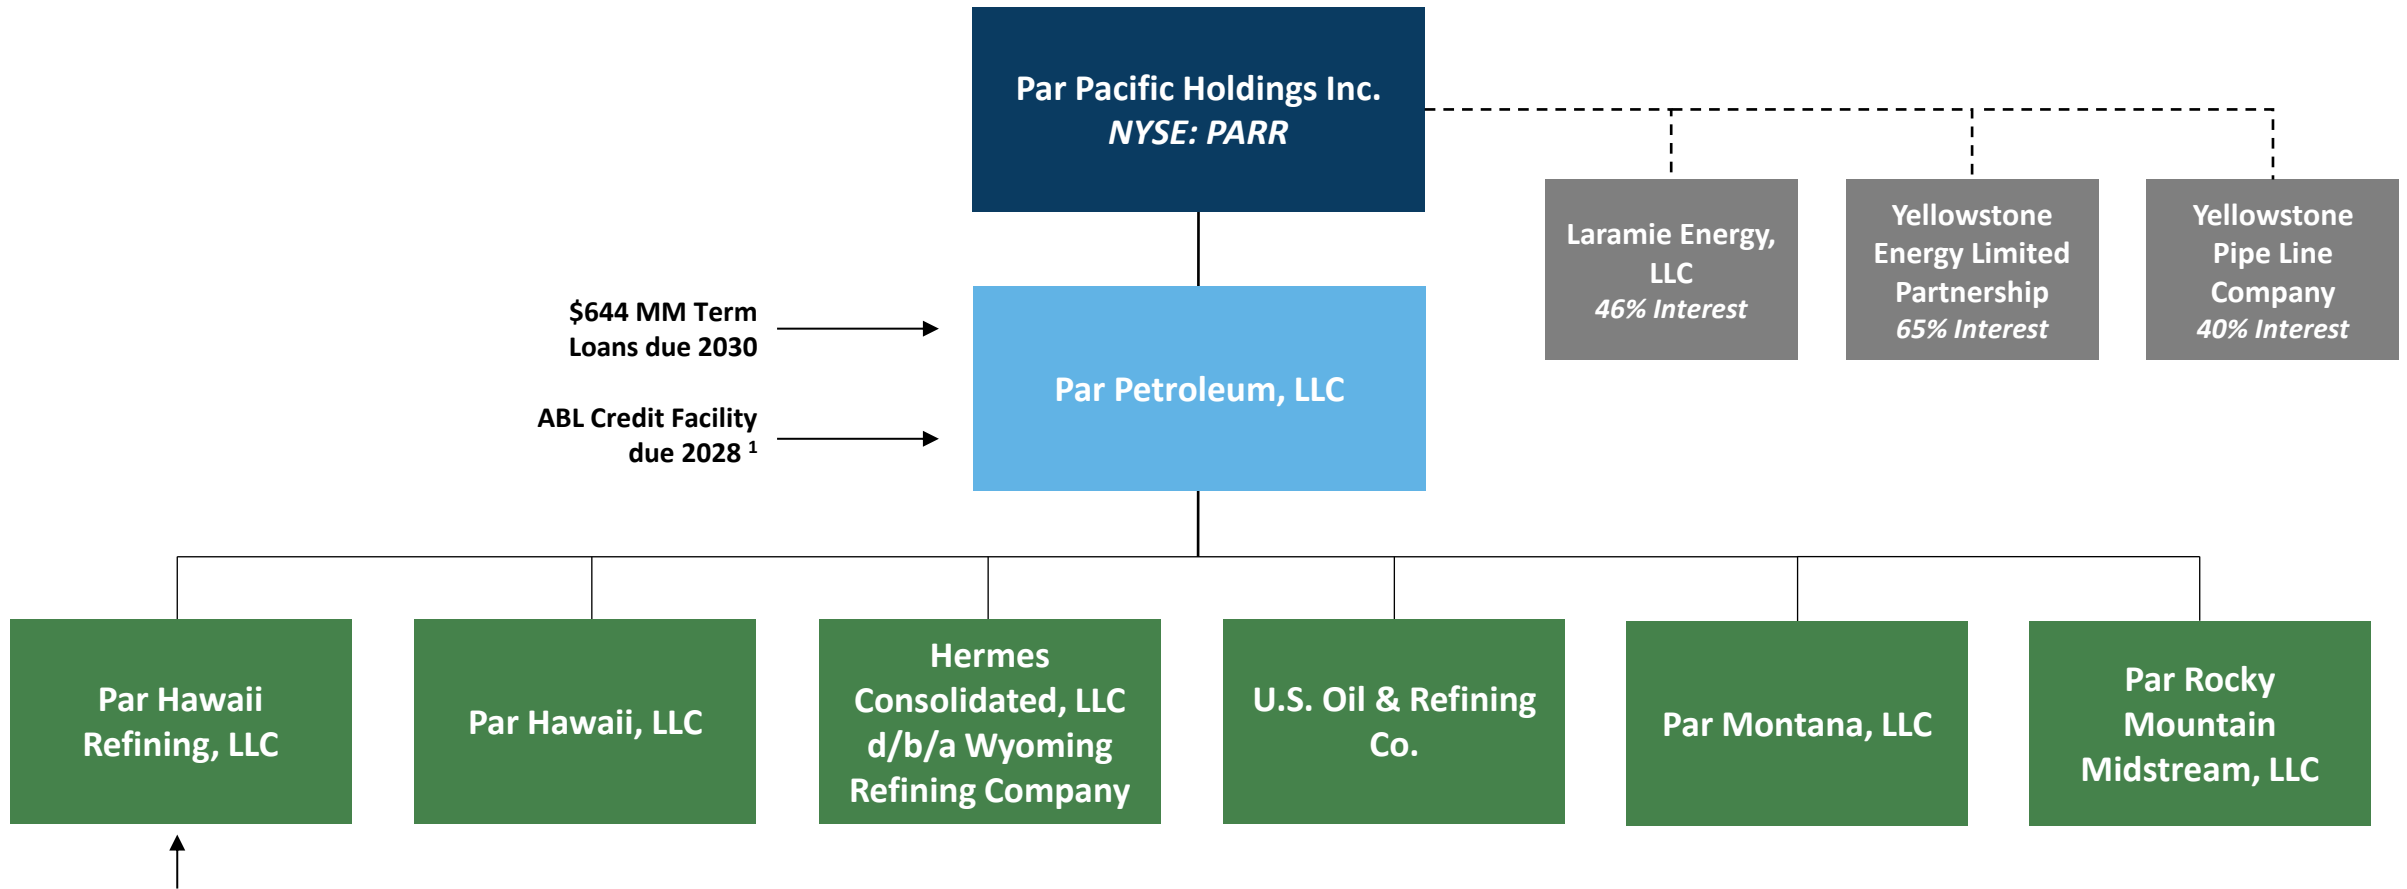 Par Pacific Holdings Inc.
NYSE: PARR
Laramie Energy,
LLC
46% Interest
Yellowstone
Energy Limited
Partnership
65% Interest
Yellowstone
Pipe Line
Company
40% Interest
$644 MM Term
Loans due 2030
ABL Credit Facility
due 2028 ¹
Par Petroleum, LLC
Par Hawaii
Refining, LLC
Par Hawaii, LLC
Hermes
Consolidated, LLC
d/b/a Wyoming
Refining Company
U.S. Oil & Refining
Co.
Par Montana, LLC
Par Rocky
Mountain
Midstream, LLC